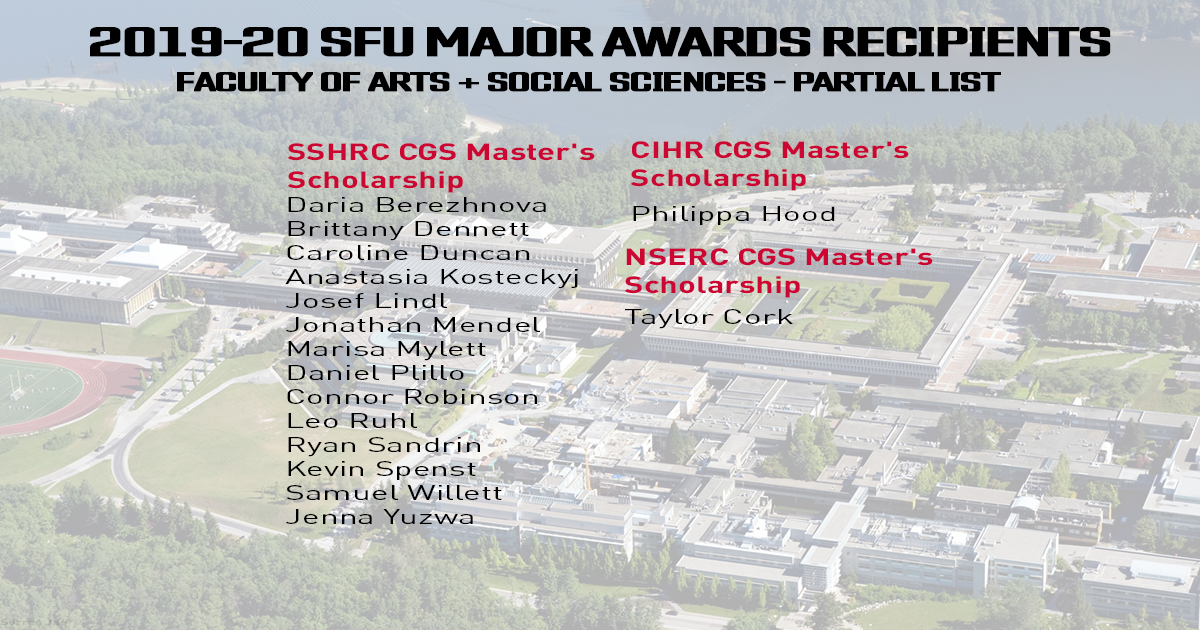 2019-20 SFU MAJOR AWARDS RECIPIENTS
FACULTY OF ARTS + SOCIAL SCIENCES - PARTIAL LIST
SSHRC CGS Master's
Scholarship
Daria Berezhnova
Brittany Dennett
Caroline Duncan
Anastasia Kosteckyj
Josef Lindl
Jonathan Mendel
Marisa Mylett
Daniel Plillo
Connor Robinson
Leo Ruhl
Ryan Sandrin
Kevin Spenst
Samuel Willett
Jenna Yuzwa
CIHR CGS Master's
Scholarship
Philippa Hood
NSERC CGS Master's
Scholarship
Taylor Cork